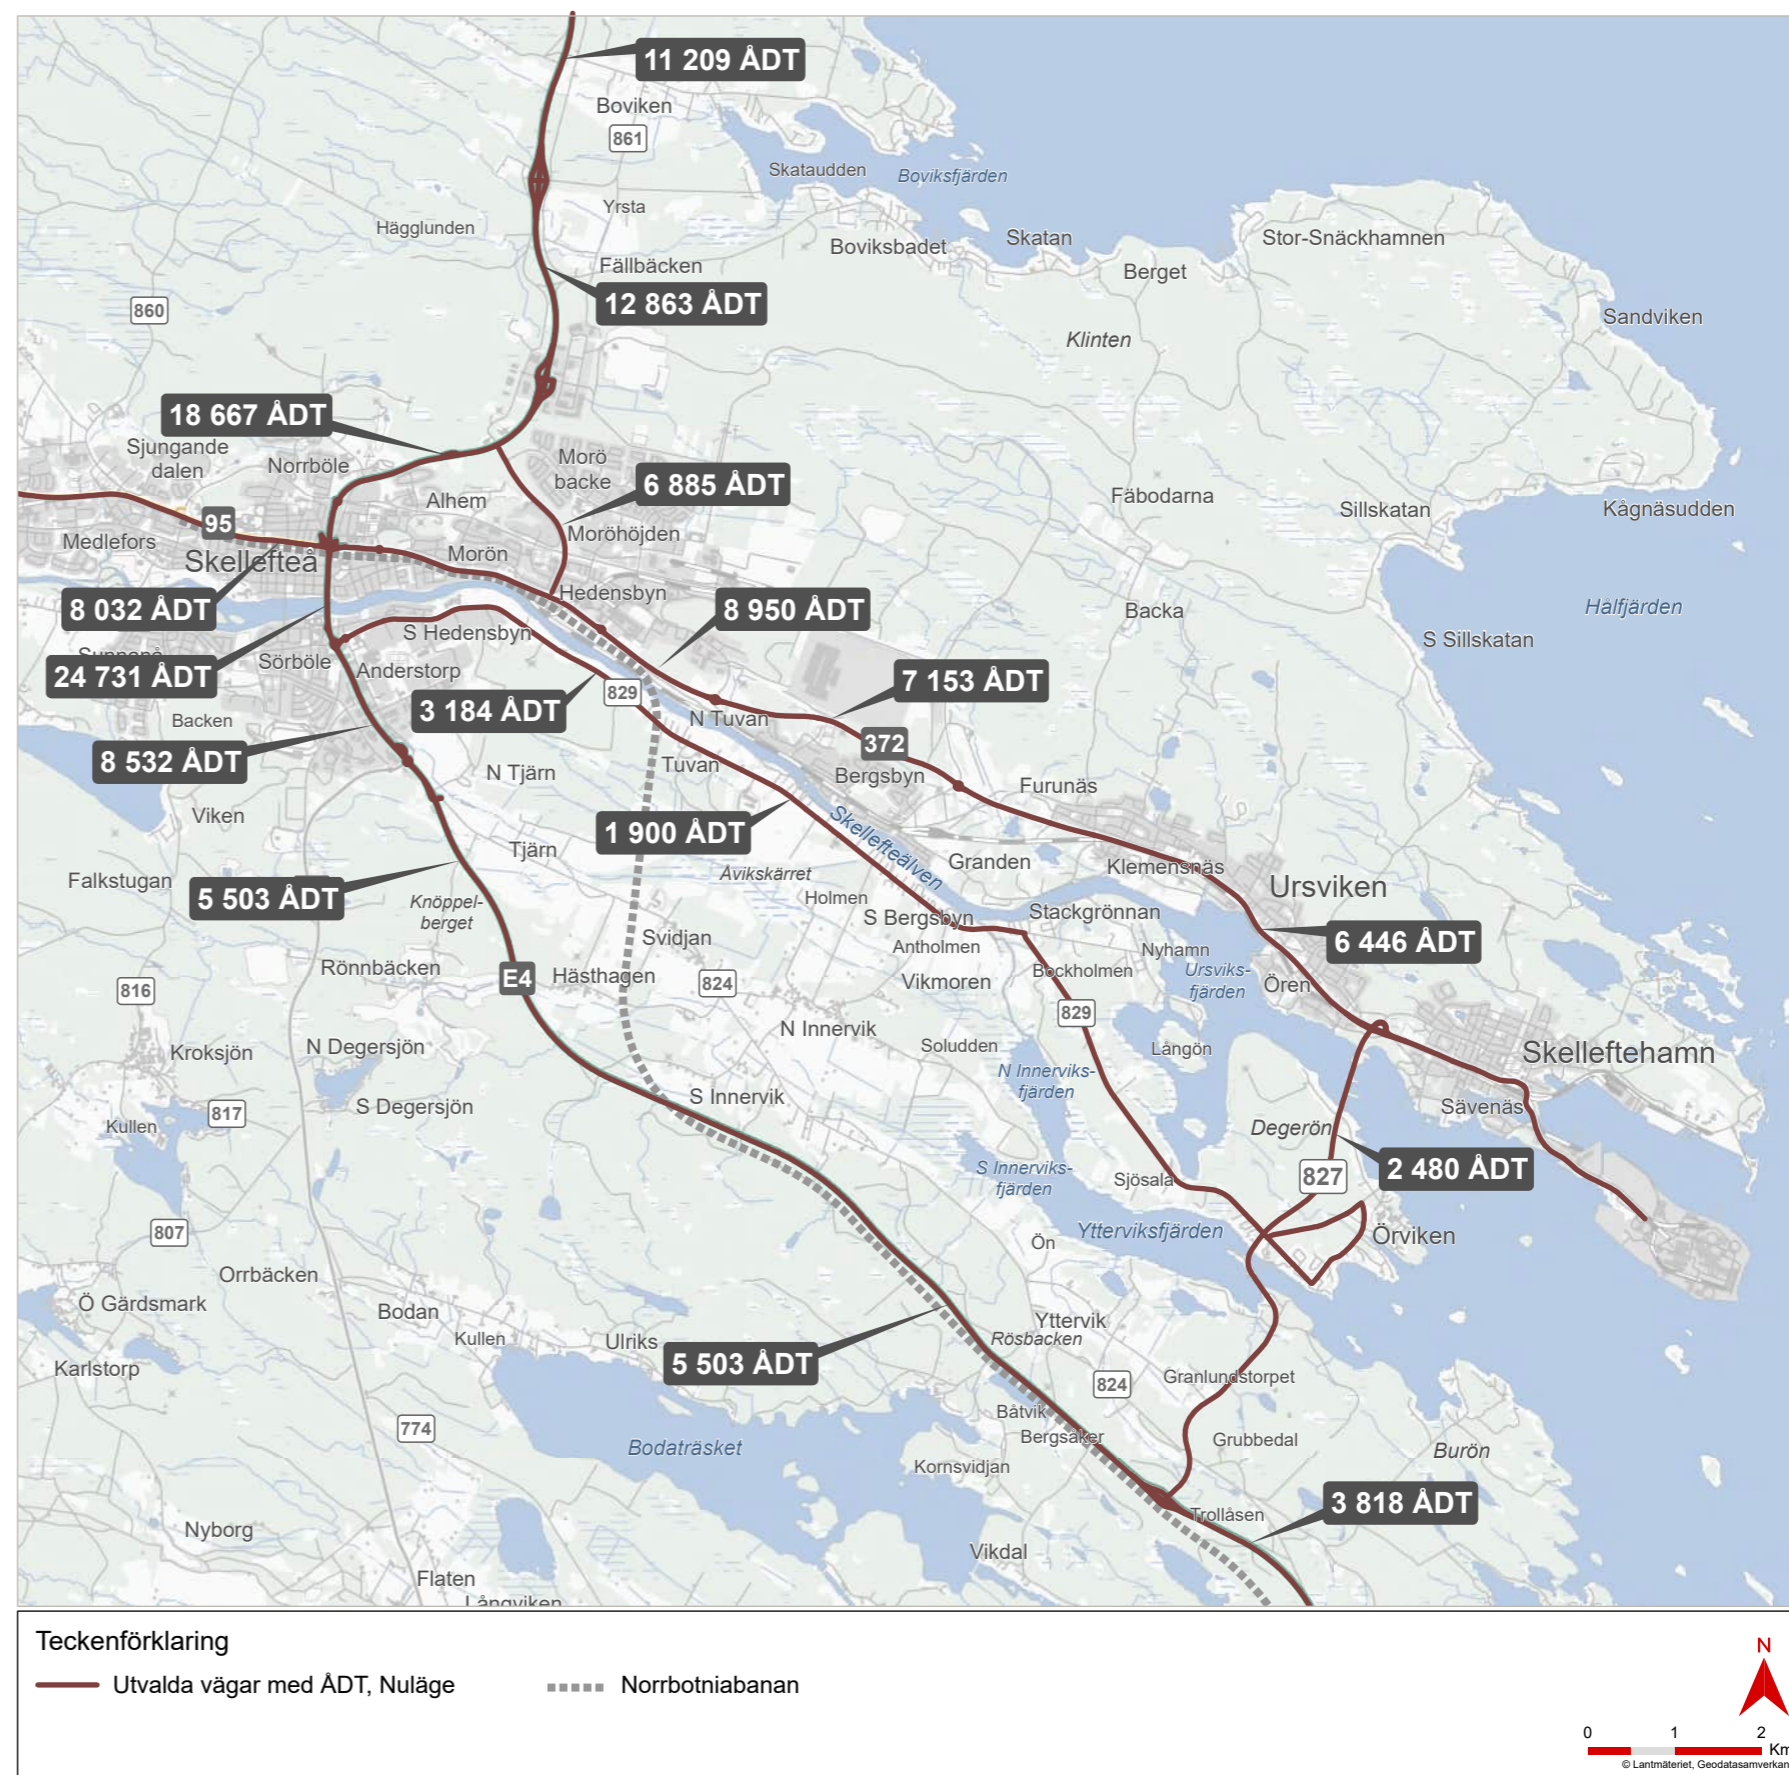 11 209 ÅDT
Boviken
861
Skataudden
Boviksfjärden
Yrsta
Hägglunden
Skatan
Stor-Snäckhamnen
Boviksbadet
Fällbäcken
Berget
12 863 ÅDT
860
Sandviken
Klinten
18 667 ÅDT
Sjungande
dalen
Norrböle
Morö
backe
6 885 ÅDT
Alhem
Fäbodarna
Sillskatan
Kågnäsudden
95
Moröhöjden
Medlefors
Skellefteå
Morön
Hedensbyn
8 032 ÅDT
8 950 ÅDT
Backa
Hålfjärden
S Hedensbyn
S Sillskatan
Sunnanå
Sörböle
Anderstorp
24 731 ÅDT
7 153 ÅDT
829
3 184 ÅDT
Backen
N Tuvan
372
8 532 ÅDT
N Tjärn
Tuvan
Bergsbyn
Furunäs
Viken
1 900 ÅDT
Skellefteälven
Tjärn
Granden
Klemensnäs
Falkstugan
Avikskärret
Ursviken
5 503 ÅDT
Knöppel-
berget
Holmen
S Bergsbyn
Stackgrönnan
Svidjan
Antholmen
Nyhamn
6 446 ÅDT
Rönnbäcken
E4
Hästhagen
824
Vikmoren
Bockholmen
Ursviks-
fjärden
Ören
816
829
N Innervik
Kroksjön
N Degersjön
Soludden
Långön
Skelleftehamn
N Innerviks-
fjärden
S Innervik
817
S Degersjön
Sävenäs
Kullen
Degerön
S Innerviks-
fjärden
Sjösala
827
2 480 ÅDT
807
Ytterviksfjärden
Ön
Örviken
Orrbäcken
Ö Gärdsmark
Bodan
Kullen
Ulriks
Yttervik
Rösbacken
5 503 ÅDT
Karlstorp
824
Granlundstorpet
Båtvik
774
Bergsåker
Grubbedal
Bodaträsket
Burön
Kornsvidjan
3 818 ÅDT
Trollåsen
Nyborg
Vikdal
Flaten
Långviken
Teckenförklaring
Utvalda vägar med ÅDT, Nuläge
Norrbotniabanan
N
0 1 2
Km
© Lantmäteriet, Geodatasamverkan